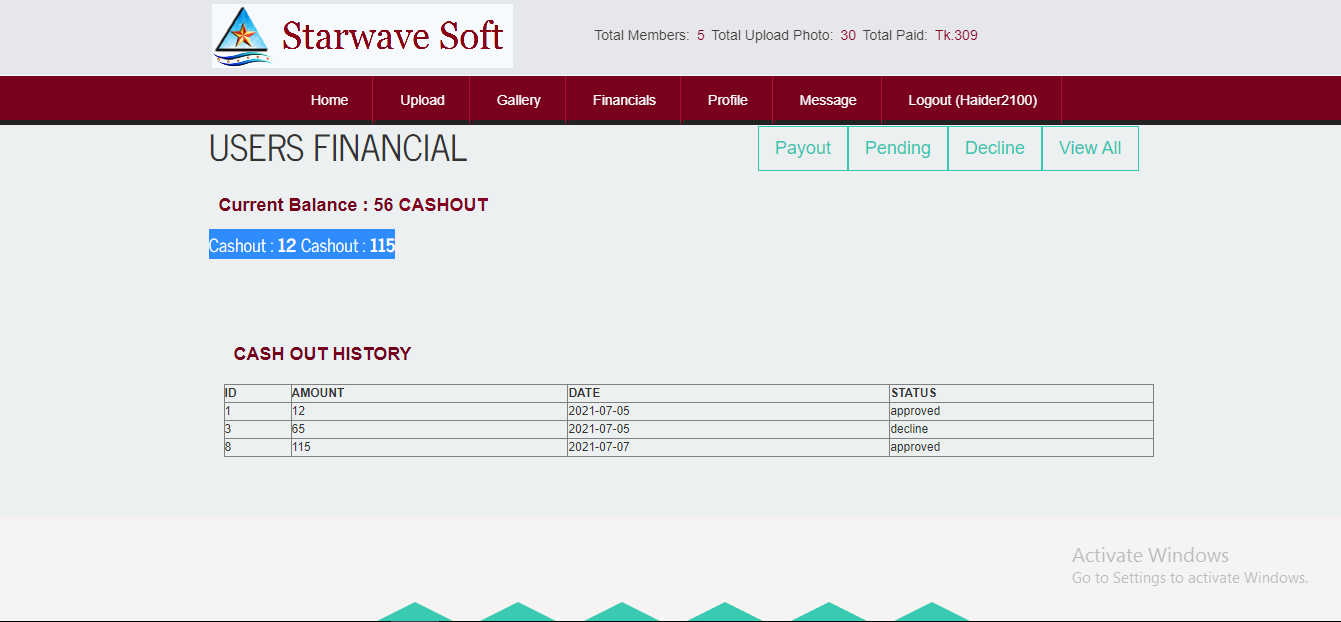 Starwave Soft
Total Members: 5 Total Upload Photo: 30 Total Paid: Tk.309
Home Upload Gallery Financials Profile Message Logout (Haider2100)
USERS FINANCIAL
Payout Pending Decline View All
Current Balance : 56 CASHOUT
Cashout : 12 Cashout : 115
CASH OUT HISTORY
ID AMOUNT DATE STATUS
1 12 2021-07-05 approved
3 65 2021-07-05 decline
8 115 2021-07-07 approved
Activate Windows
Go to Settings to activate Windows.